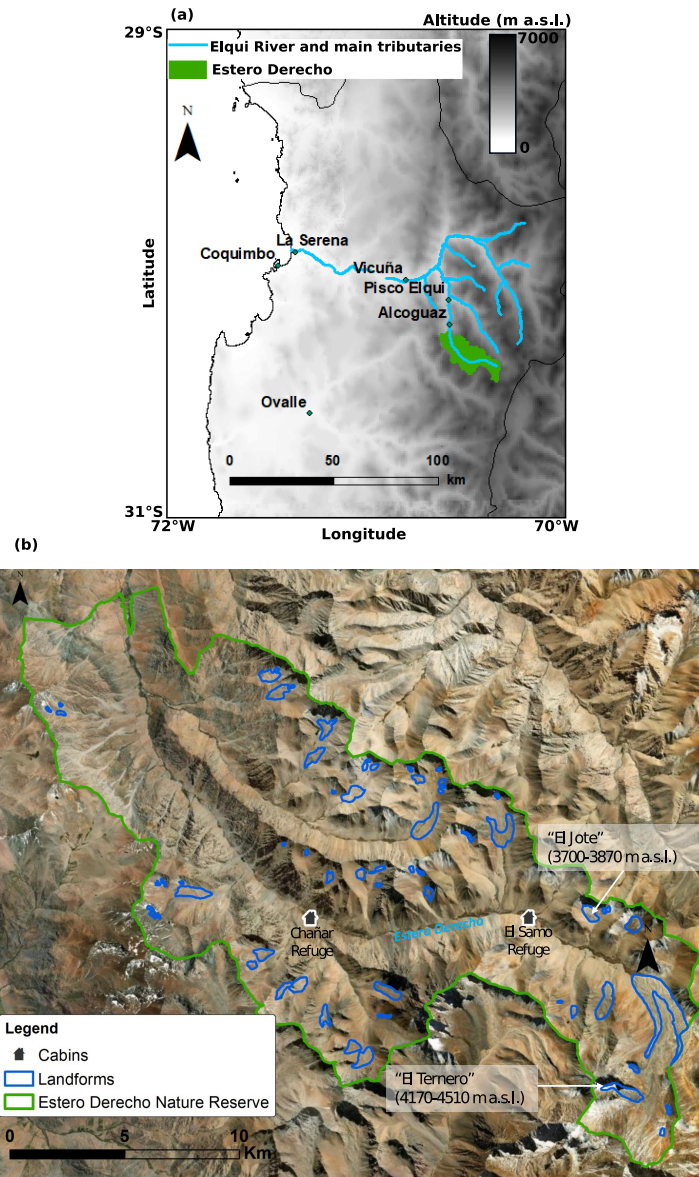 (a)
Altitude (m a.s.l.)
29°S
Elqui River and main tributaries
Estero Derecho
7000
0
N
Latitude
La Serena
Coquimbo
Vicuña
Pisco Elqui
Alcoguaz
Ovalle
0 50 100
km
31°S
72°W
70°W
Longitude
(b)
N
"El Jote"
(3700-3870 m a.s.l.)
Chañar
Refuge
Estero Derecho
El Samo
Refuge
"El Ternero"
(4170-4510 m a.s.l.)
Legend
Cabins
Landforms
Estero Derecho Nature Reserve
0 5 10
Km